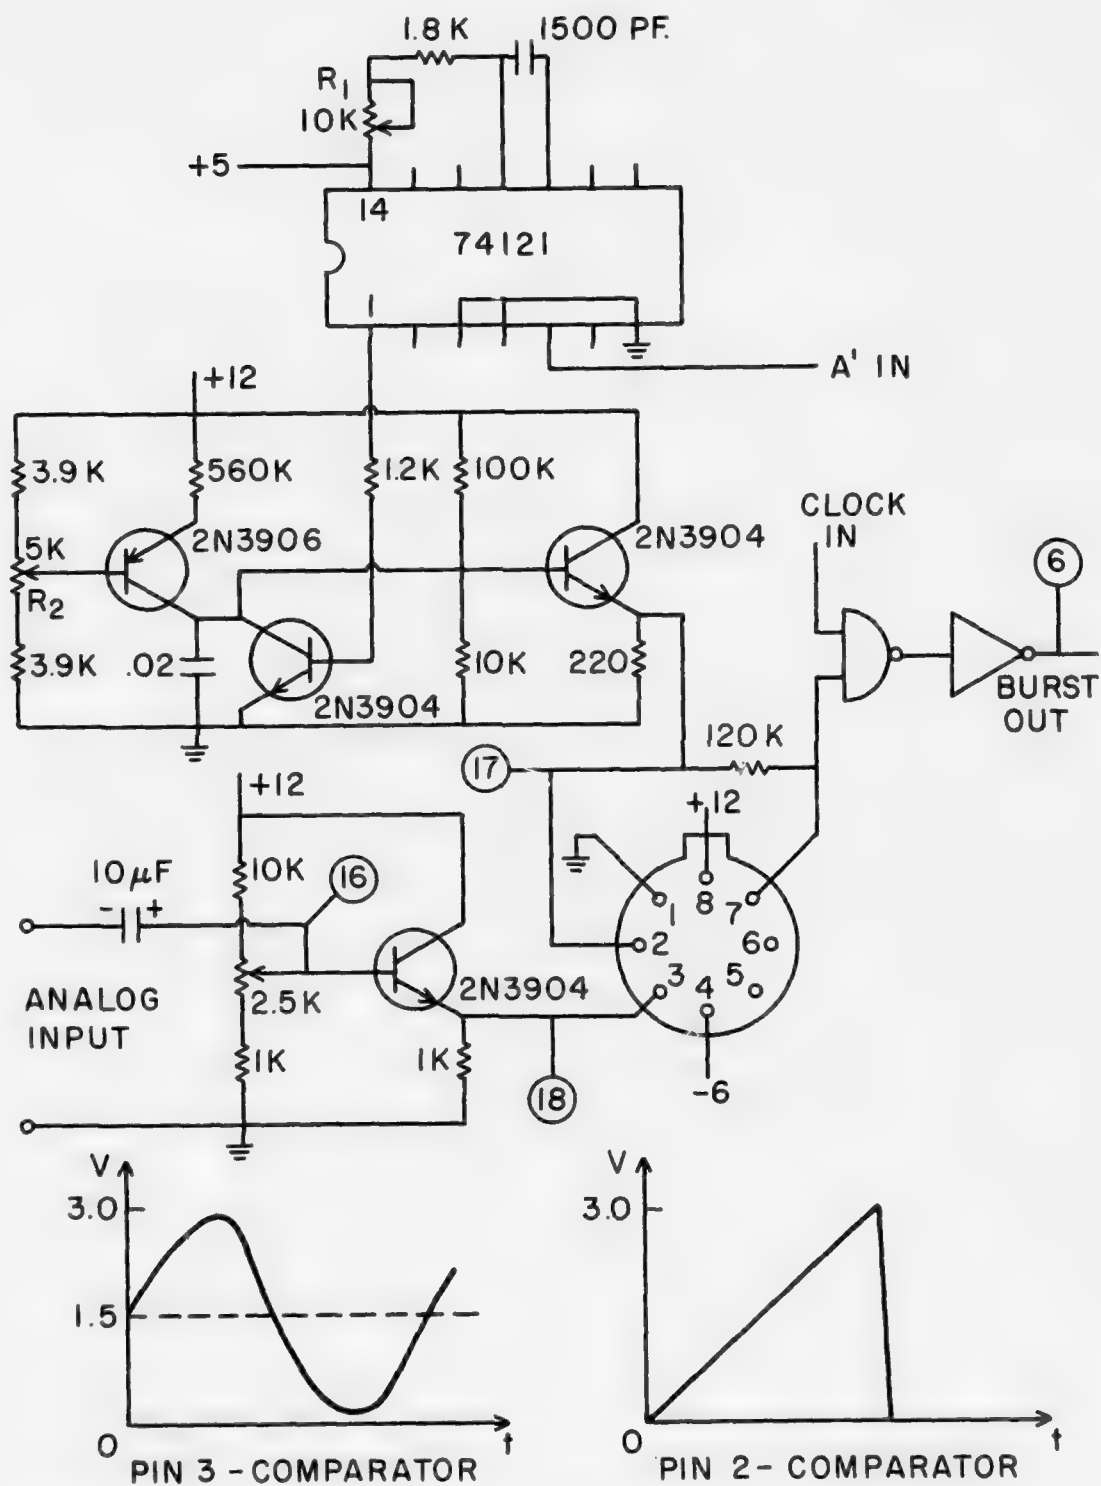 1.8 K 1500 PF.
R1
10K
+5
14
74121
1
A' IN
+12
3.9 K 560K 1.2K 100K
CLOCK
IN
2N3906 2N3904
5K
R2
6
3.9K .02 10K 220
2N3904
BURST
OUT
120 K
17
+12 +12
10K 16
10µF
- +
1 8 7
2 6
3 4 5
2N3904
ANALOG
INPUT
2.5K
1K 1K
18
-6
V V
3.0 3.0
1.5
0 t 0 t
PIN 3 - COMPARATOR PIN 2 - COMPARATOR